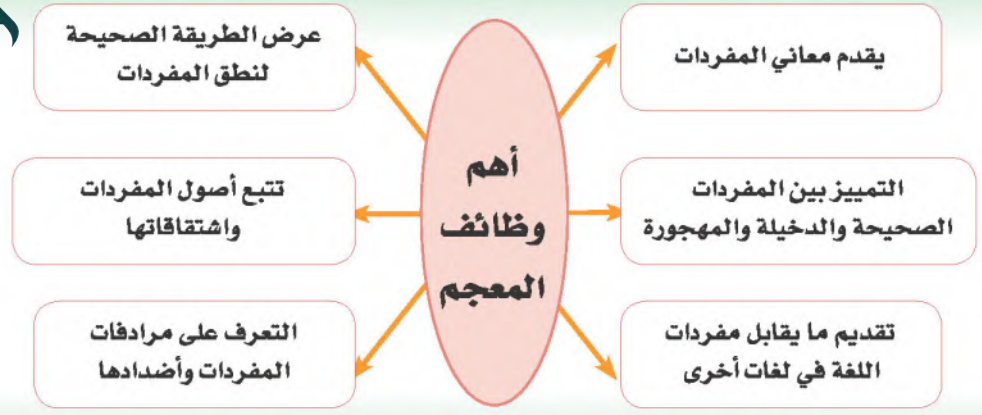 أهم
وظائف
المعجم
يقدم معاني المفردات
التمييز بين المفردات
الصحيحة والدخيلة والمهجورة
تقديم ما يقابل مفردات
اللغة في لغات أخرى
عرض الطريقة الصحيحة
لنطق المفردات
تتبع أصول المفردات
واشتقاقاتها
التعرف على مرادفات
المفردات وأضدادها